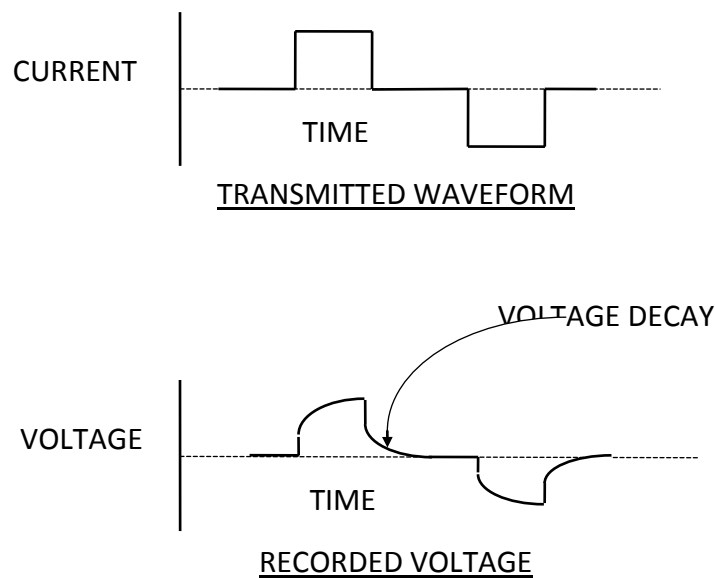 CURRENT
TIME
TRANSMITTED WAVEFORM
VOLTAGE DECAY
VOLTAGE
TIME
RECORDED VOLTAGE